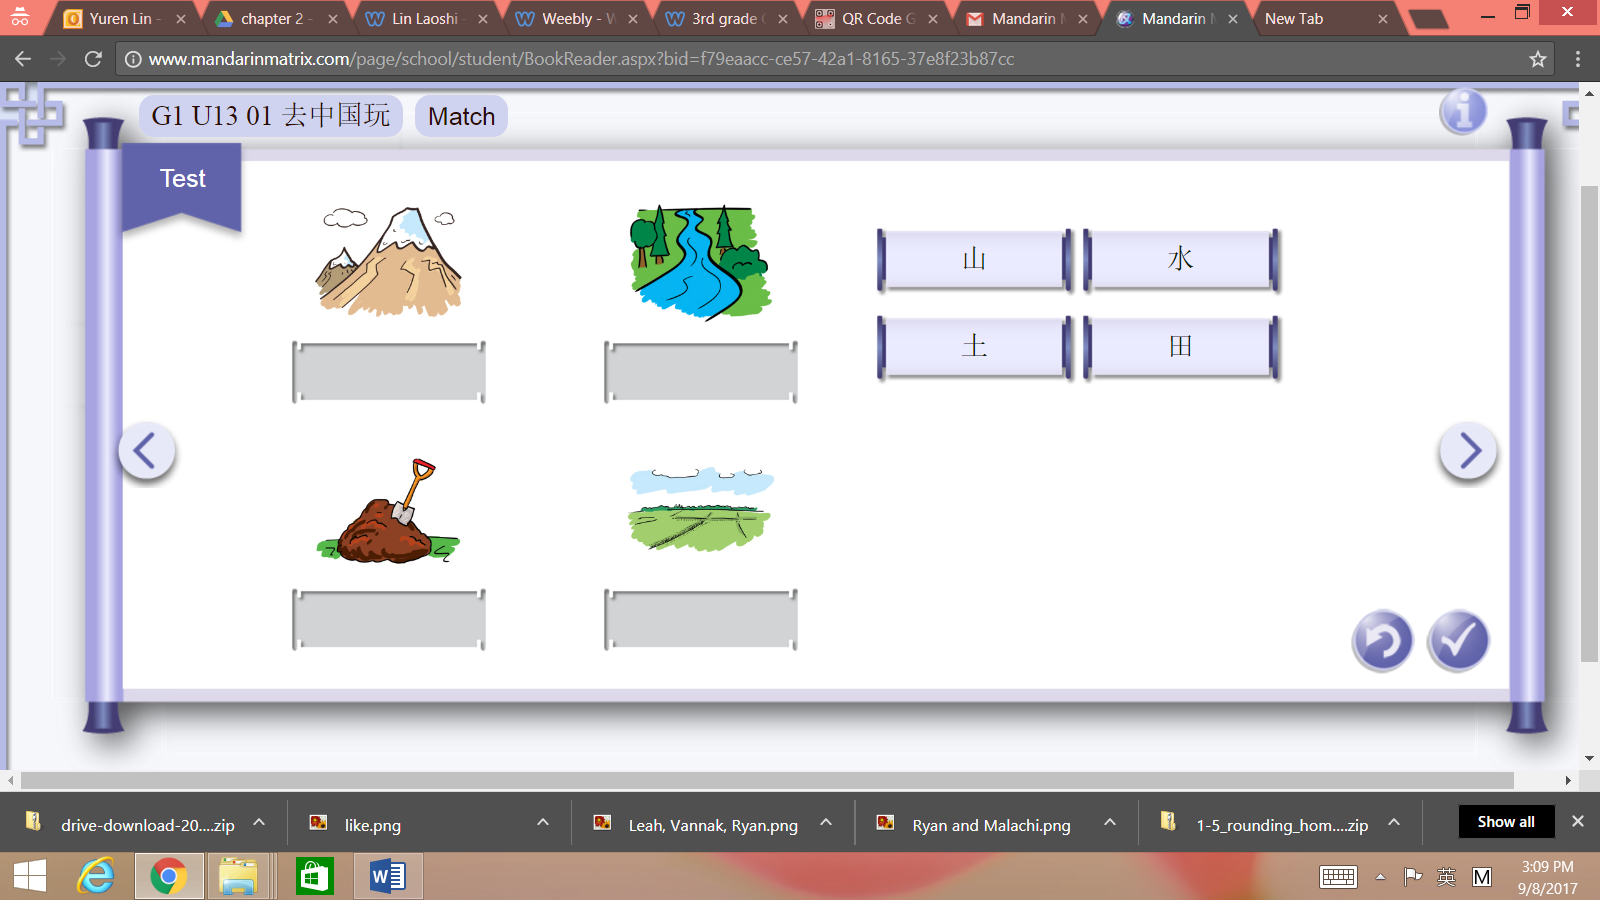 Yuren Lin -
chapter 2 -
Lin Laoshi -
Weebly - W
3rd grade
QR Code G
Mandarin M
Mandarin M
New Tab
www.mandarinmatrix.com/page/school/student/BookReader.aspx?bid=f79eaacc-ce57-42a1-8165-37e8f23b87cc
G1 U13 01 去中国玩
Match
Test
山
水
土
田
drive-download-20....zip
like.png
Leah, Vannak, Ryan.png
Ryan and Malachi.png
1-5_rounding_hom....zip
Show all
英
M
3:09 PM
9/8/2017